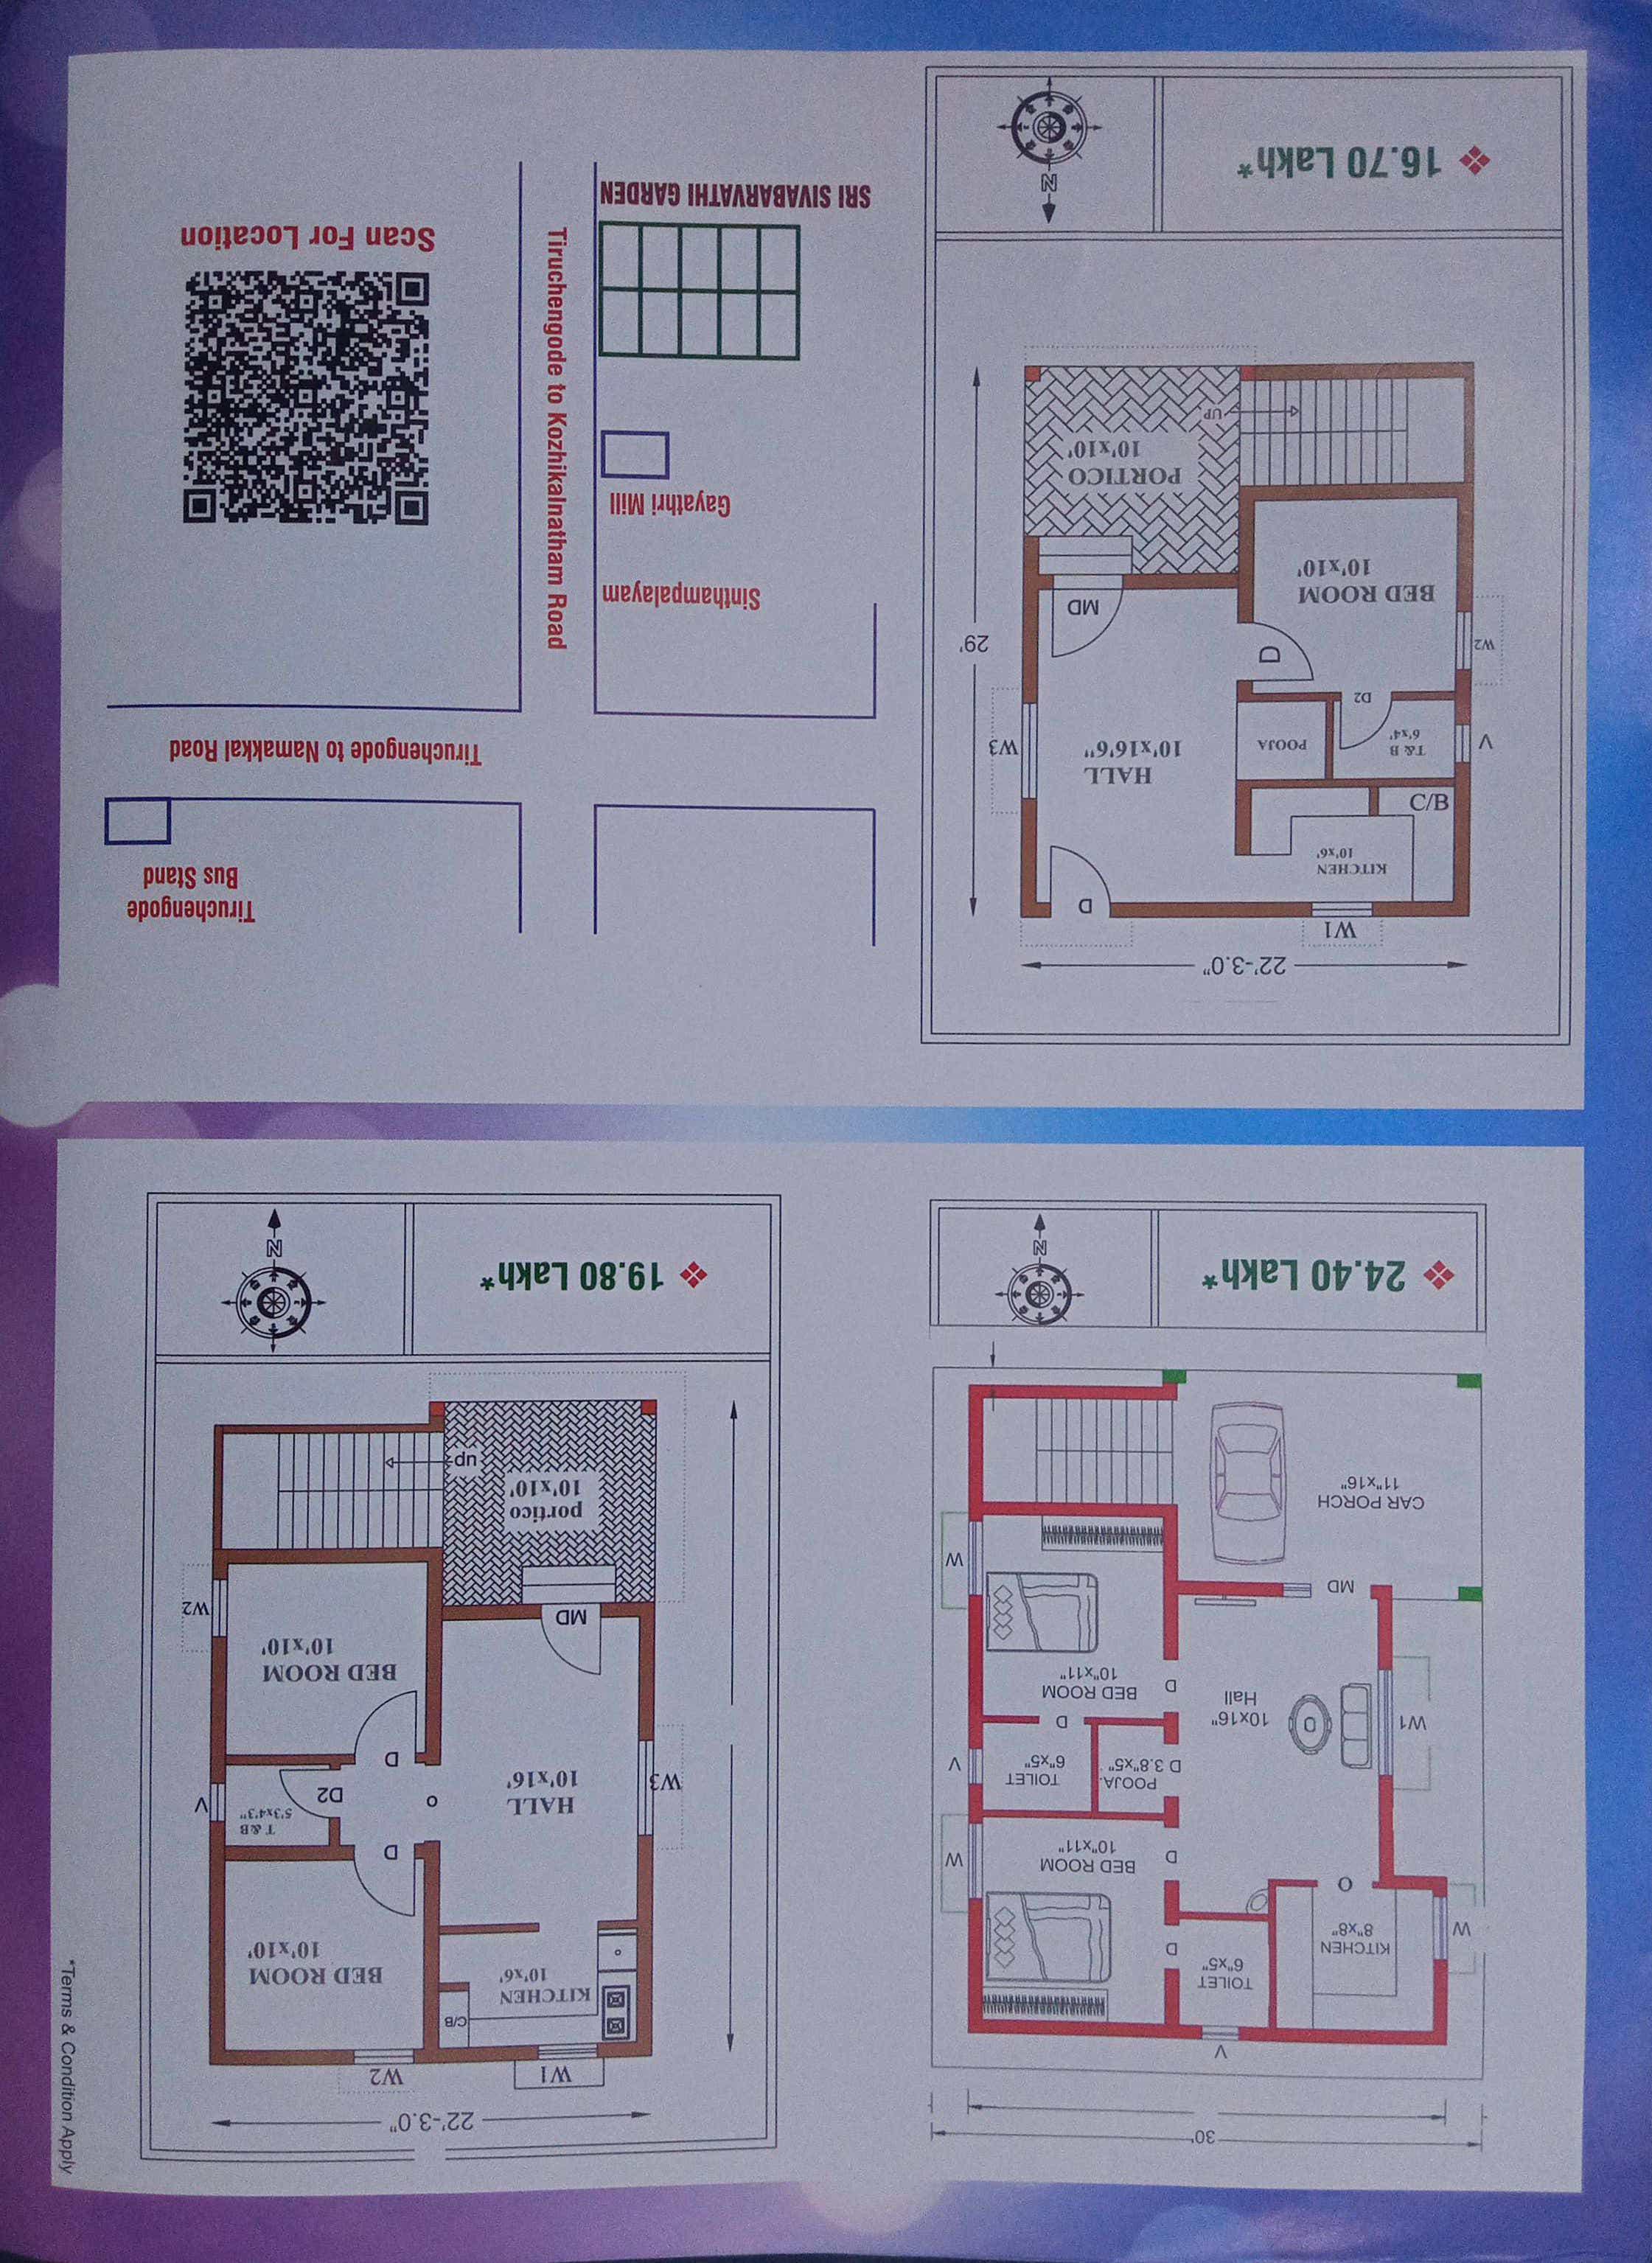 *Terms & Condition Apply
30'
V
KITCHEN
8"x8"
TOILET
6"x5"
W
O
D
D
BED ROOM
10"x11"
W
POOJA
D 3.8"x5"
TOILET
6"x5"
V
W1
D
10x16"
Hall
D
D
BED ROOM
10"x11"
MD
W
CAR PORCH
11"x16"
24.40 Lakh*
N
22'-3.0"
W1
W2
C/B
KITCHEN
10'x6'
BED ROOM
10'x10'
D
T &B
5'3x4'3"
V
HALL
10'x16'
o
D2
W3
D
BED ROOM
10'x10'
MD
W2
portico
10'x10'
up
19.80 Lakh*
N
22'-3.0"
W1
D
KITCHEN
10'x6'
C/B
HALL
10'x16'6"
W3
V
T& B
6'x4'
POOJA
D2
D
W2
29'
BED ROOM
10'x10'
MD
PORTICO
10'x10'
UP
16.70 Lakh*
N
Tiruchengode
Bus Stand
Tiruchengode to Namakkal Road
Sinthampalayam
Gayathri Mill
Tiruchengode to Kozhikalnatham Road
SRI SIVABARVATHI GARDEN
Scan For Location